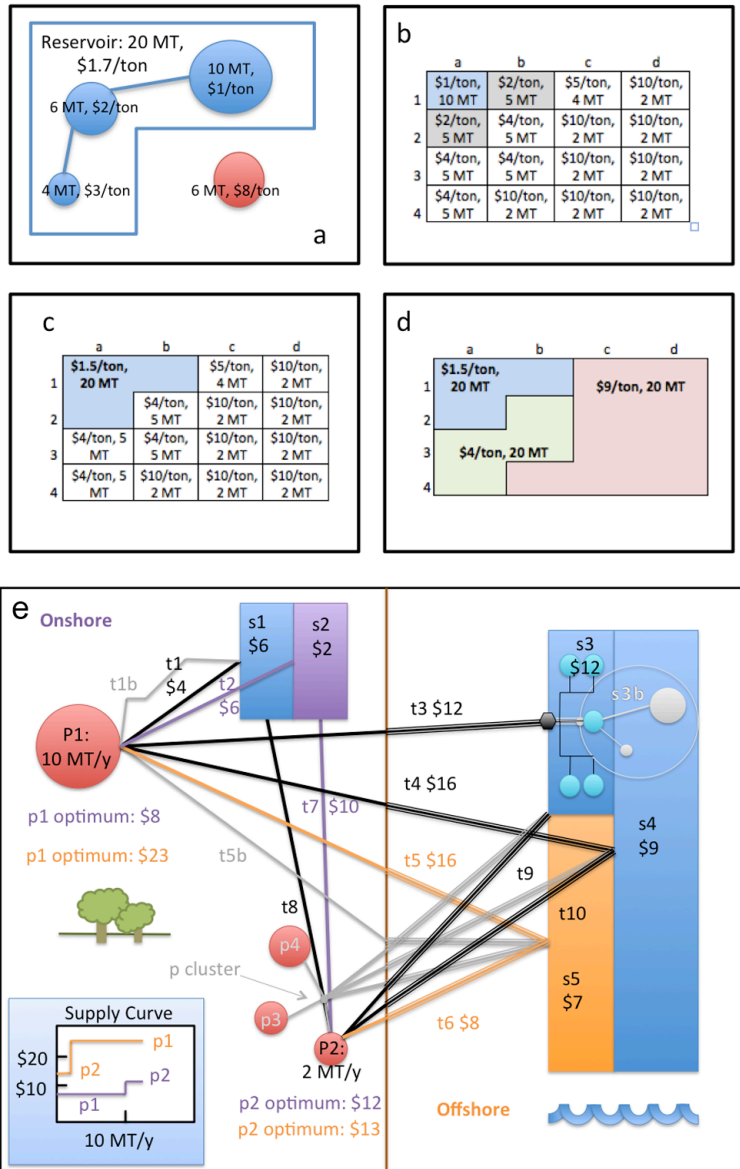 Reservoir: 20 MT,
$1.7/ton
10 MT,
$1/ton
6 MT, $2/ton
4 MT, $3/ton
6 MT, $8/ton
a
b
a b c d
1 $1/ton, 10 MT $2/ton, 5 MT $5/ton, 4 MT $10/ton, 2 MT
2 $2/ton, 5 MT $4/ton, 5 MT $10/ton, 2 MT $10/ton, 2 MT
3 $4/ton, 5 MT $4/ton, 5 MT $10/ton, 2 MT $10/ton, 2 MT
4 $4/ton, 5 MT $10/ton, 2 MT $10/ton, 2 MT $10/ton, 2 MT
c
a b c d
1 $1.5/ton, 20 MT $5/ton, 4 MT $10/ton, 2 MT
2 $4/ton, 5 MT $10/ton, 2 MT $10/ton, 2 MT
3 $4/ton, 5 MT $4/ton, 5 MT $10/ton, 2 MT $10/ton, 2 MT
4 $4/ton, 5 MT $10/ton, 2 MT $10/ton, 2 MT $10/ton, 2 MT
d
a b c d
1 $1.5/ton, 20 MT $9/ton, 20 MT
2
3 $4/ton, 20 MT
4
e
Onshore
s1
$6
s2
$2
t1
$4
t1b
t2
$6
P1:
10 MT/y
p1 optimum: $8
p1 optimum: $23
t3 $12
t4 $16
t7 $10
t5 $16
t5b
s3
$12
s3b
s4
$9
t9
t10
t8
p4
p cluster
p3
s5
$7
t6 $8
P2:
2 MT/y
p2 optimum: $12
p2 optimum: $13
Offshore
Supply Curve
$20
$10
p1
p2
p2
p1
10 MT/y